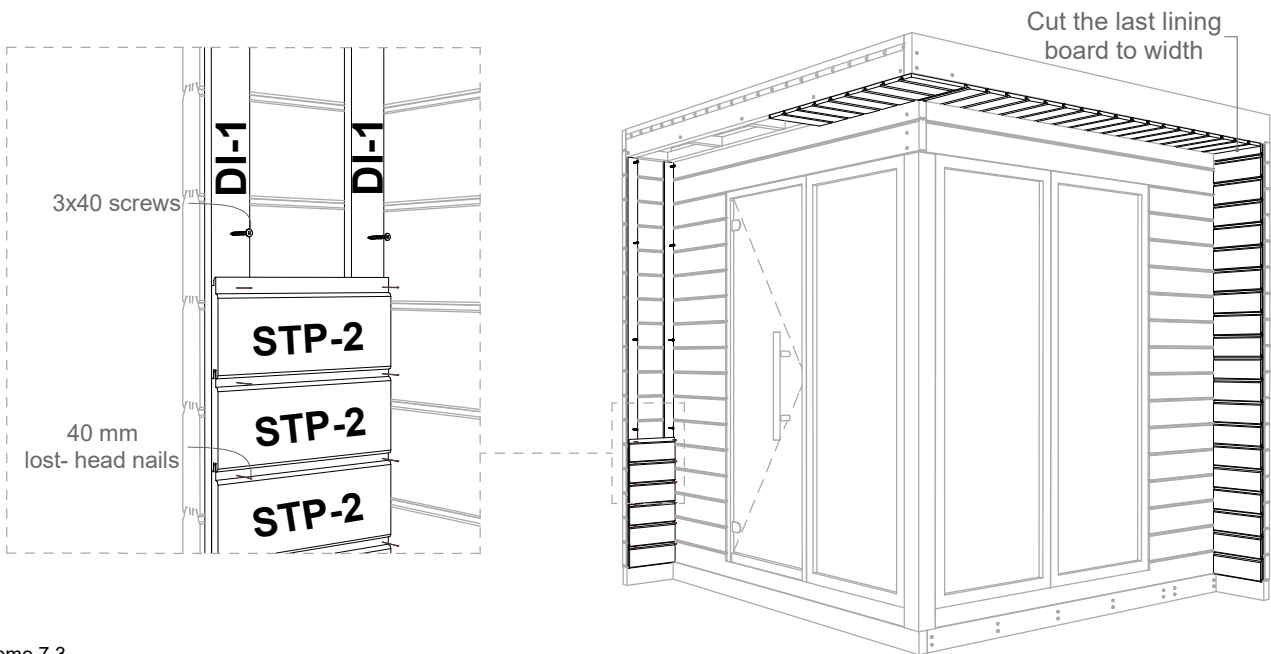 Cut the last lining
board to width
DI-1
DI-1
3x40 screws
STP-2
STP-2
40 mm
lost- head nails
STP-2